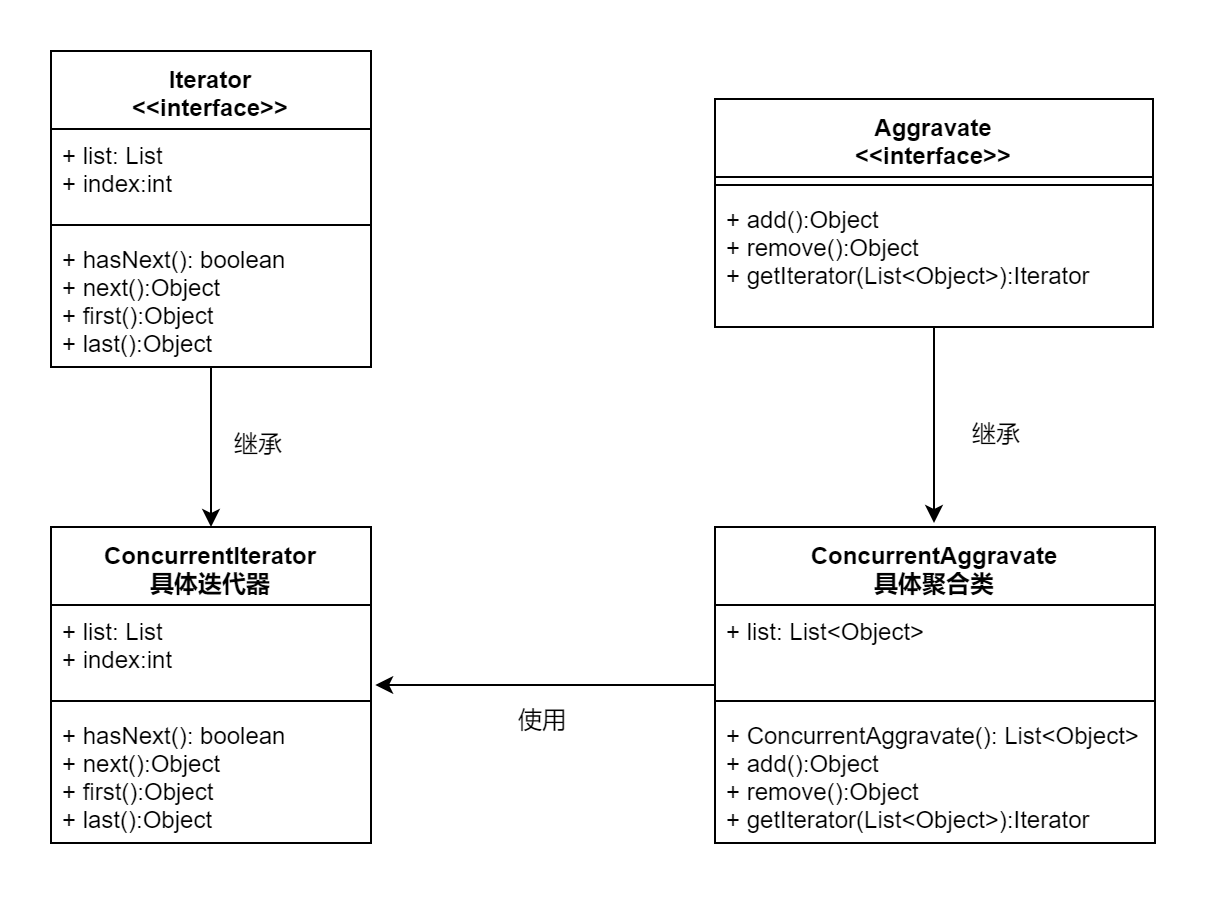 Iterator
<<interface>>
+ list: List
+ index:int
+ hasNext(): boolean
+ next():Object
+ first():Object
+ last():Object
Aggravate
<<interface>>
+ add():Object
+ remove():Object
+ getIterator(List<Object>):Iterator
继承
继承
ConcurrentIterator
具体迭代器
+ list: List
+ index:int
+ hasNext(): boolean
+ next():Object
+ first():Object
+ last():Object
使用
ConcurrentAggravate
具体聚合类
+ list: List<Object>
+ ConcurrentAggravate(): List<Object>
+ add():Object
+ remove():Object
+ getIterator(List<Object>):Iterator